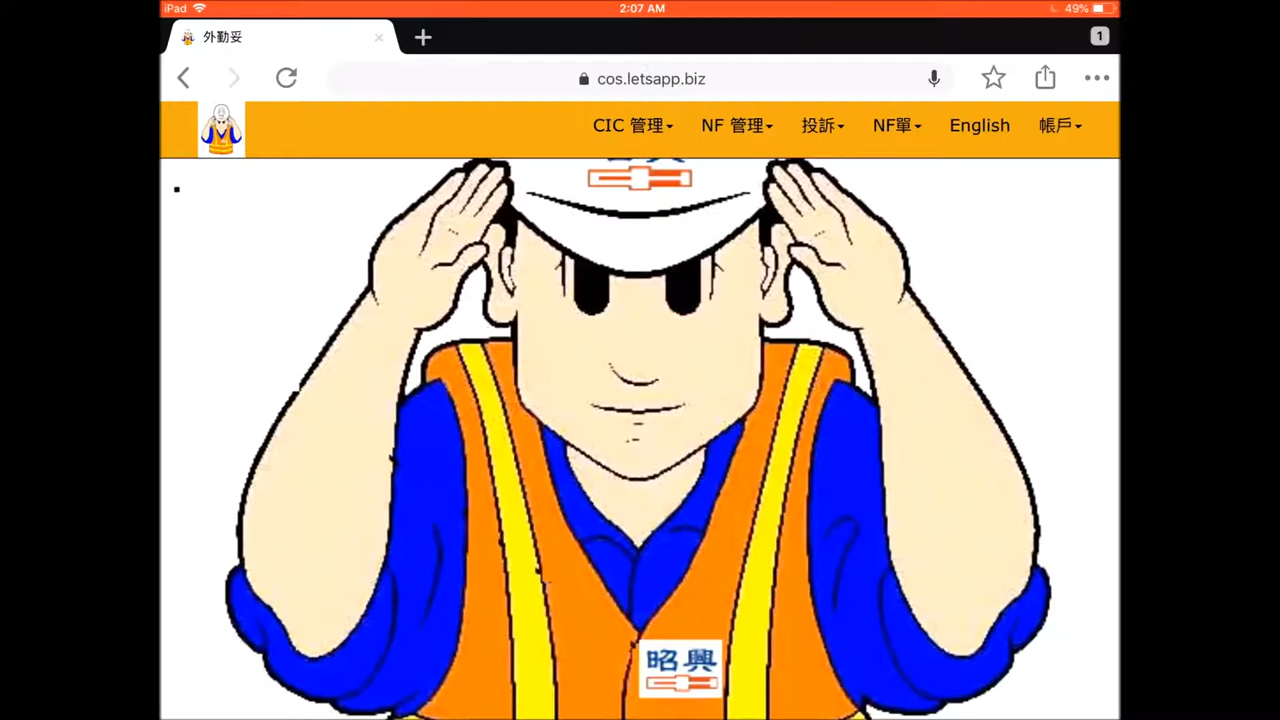 iPad
2:07 AM
49%
外勤妥
1
cos.letsapp.biz
CIC 管理
NF 管理
投訴
NF單
English
帳戶
昭興